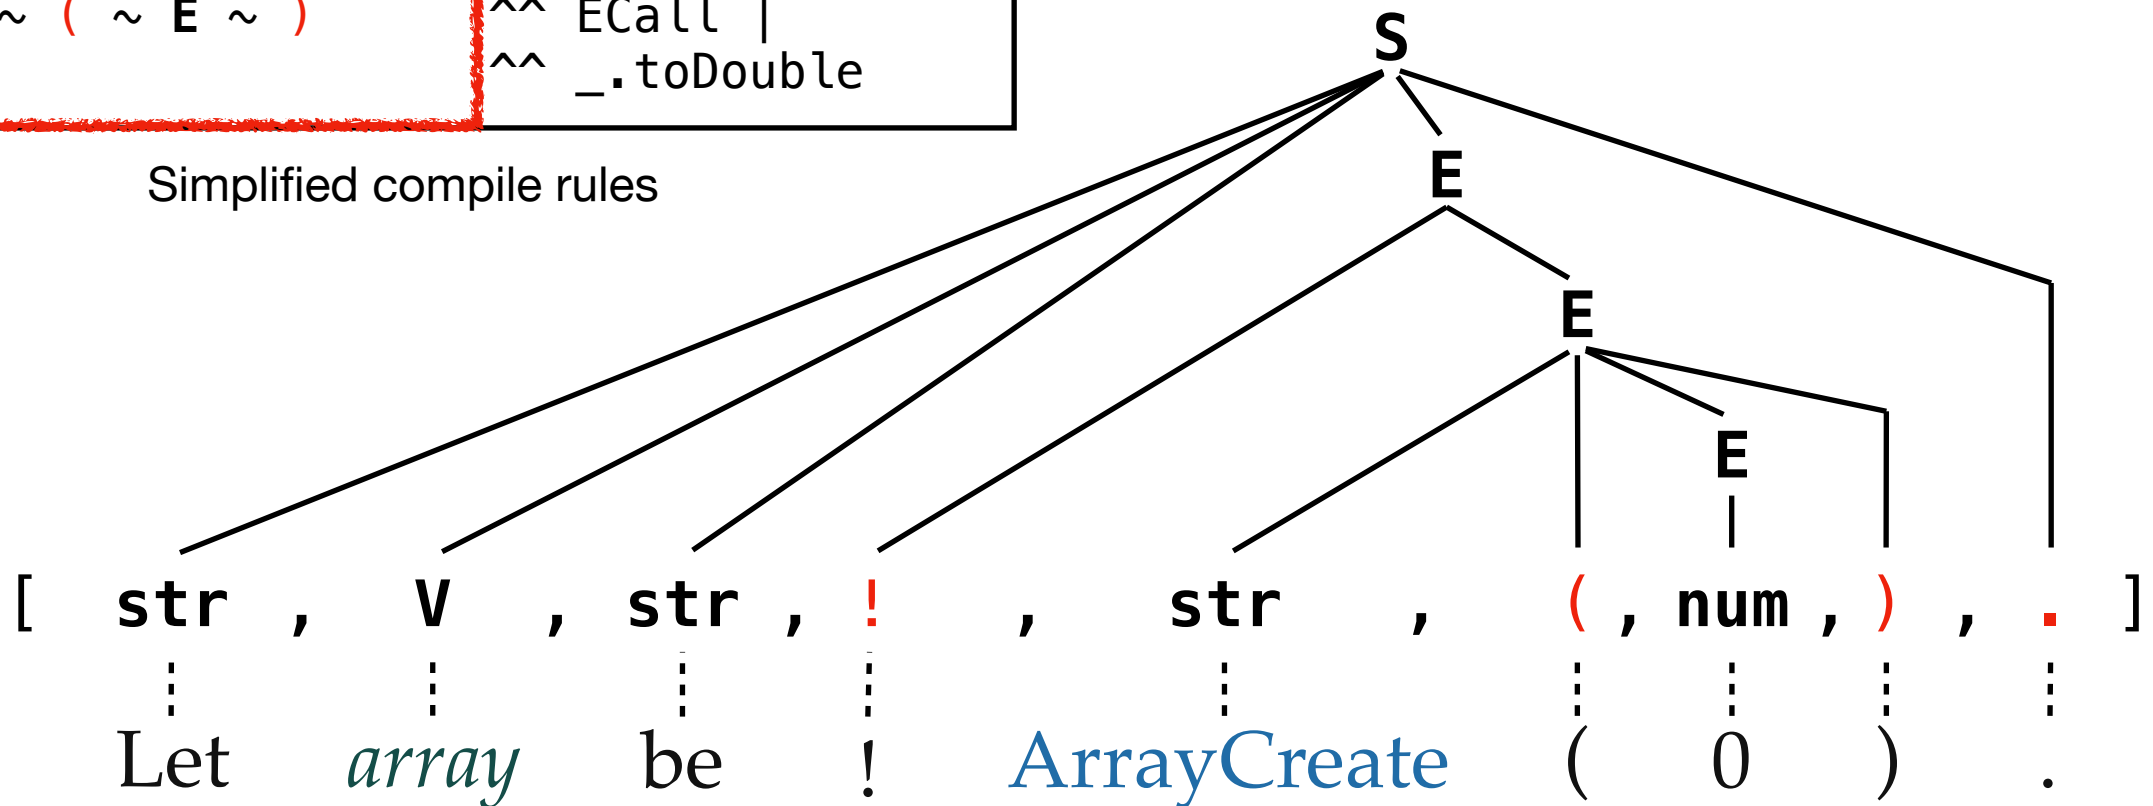 ~ ( ~ E ~ )
^^ ECall |
^^ _.toDouble
Simplified compile rules
S
E
E
E
[ str , V , str , ! , str , ( , num , ) , . ]
Let array be ! ArrayCreate ( 0 ) .